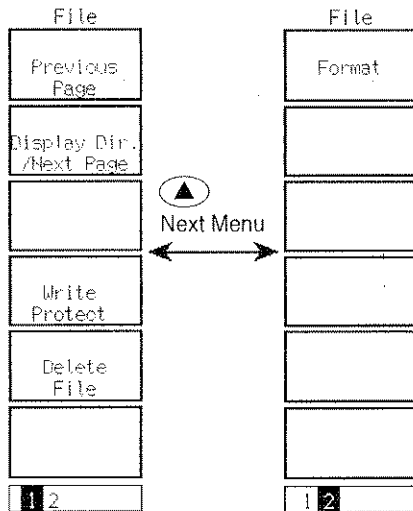 File
Previous
Page
Display Dir.
/Next Page
Write
Protect
Delete
File
1 2
Next Menu
File
Format
1 2